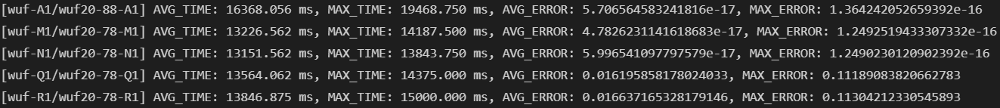 [wuf-A1/wuf20-88-A1] AVG_TIME: 16368.056 ms, MAX_TIME: 19468.750 ms, AVG_ERROR: 5.706564583241816e-17, MAX_ERROR: 1.364242052659392e-16
[wuf-M1/wuf20-78-M1] AVG_TIME: 13226.562 ms, MAX_TIME: 14187.500 ms, AVG_ERROR: 4.7826231141618683e-17, MAX_ERROR: 1.2492519433307332e-16
[wuf-N1/wuf20-78-N1] AVG_TIME: 13151.562 ms, MAX_TIME: 13843.750 ms, AVG_ERROR: 5.996541097797579e-17, MAX_ERROR: 1.2490230120902392e-16
[wuf-Q1/wuf20-78-Q1] AVG_TIME: 13564.062 ms, MAX_TIME: 14375.000 ms, AVG_ERROR: 0.016195858178024033, MAX_ERROR: 0.11189083820662783
[wuf-R1/wuf20-78-R1] AVG_TIME: 13846.875 ms, MAX_TIME: 15000.000 ms, AVG_ERROR: 0.016637165328179146, MAX_ERROR: 0.11304212330545893